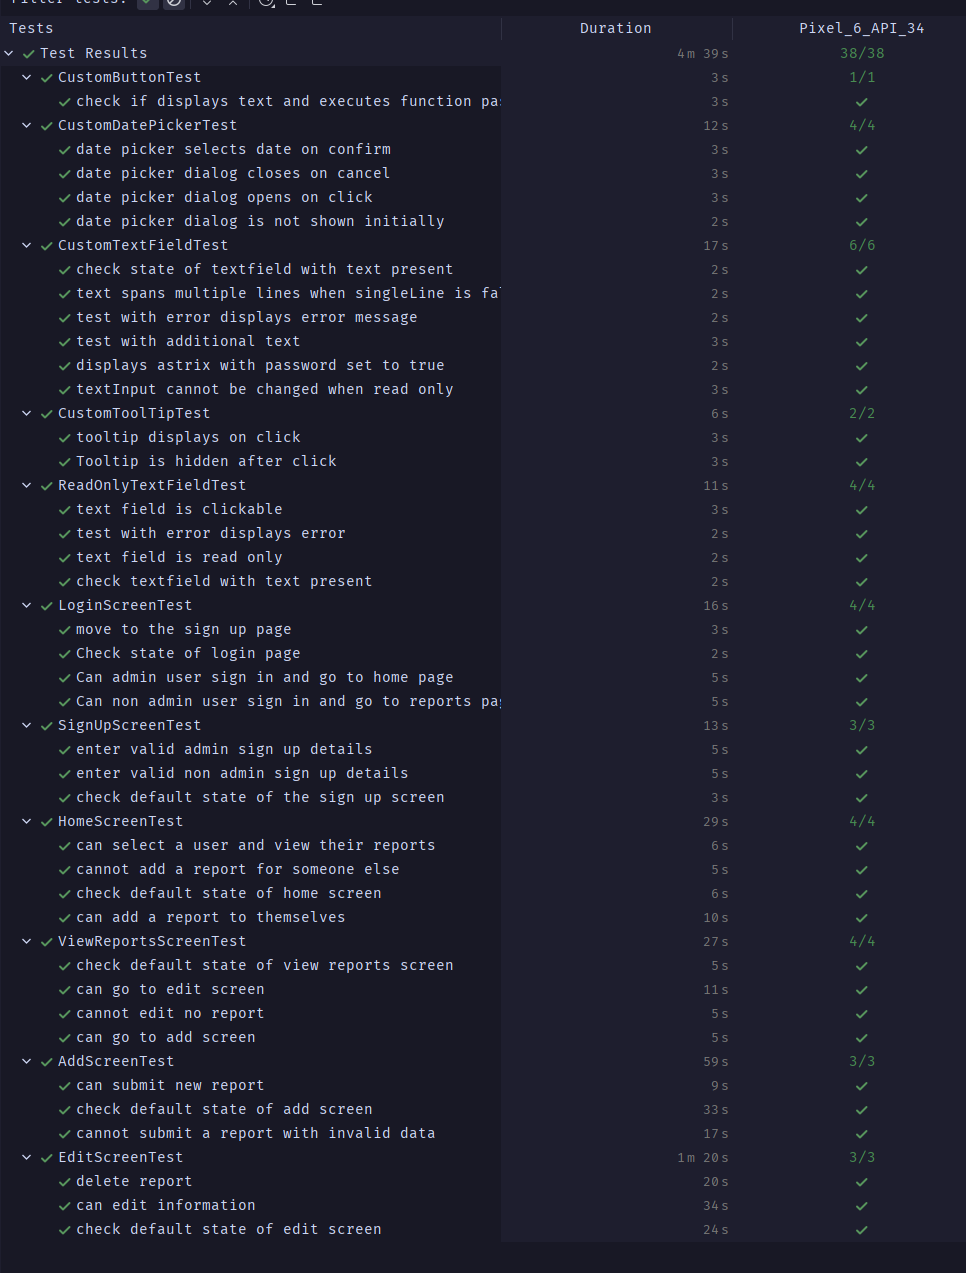 Filter tests:
Tests Duration Pixel_6_API_34
Test Results 4m 39s 38/38
CustomButtonTest 3s 1/1
check if displays text and executes function pa 3s
CustomDatePickerTest 12s 4/4
date picker selects date on confirm 3s
date picker dialog closes on cancel 3s
date picker dialog opens on click 3s
date picker dialog is not shown initially 2s
CustomTextFieldTest 17s 6/6
check state of textfield with text present 2s
text spans multiple lines when singleLine is fa 2s
test with error displays error message 2s
test with additional text 3s
displays astrix with password set to true 2s
textInput cannot be changed when read only 3s
CustomToolTipTest 6s 2/2
tooltip displays on click 3s
Tooltip is hidden after click 3s
ReadOnlyTextFieldTest 11s 4/4
text field is clickable 3s
test with error displays error 2s
text field is read only 2s
check textfield with text present 2s
LoginScreenTest 16s 4/4
move to the sign up page 3s
Check state of login page 2s
Can admin user sign in and go to home page 5s
Can non admin user sign in and go to reports pa 5s
SignUpScreenTest 13s 3/3
enter valid admin sign up details 5s
enter valid non admin sign up details 5s
check default state of the sign up screen 3s
HomeScreenTest 29s 4/4
can select a user and view their reports 6s
cannot add a report for someone else 5s
check default state of home screen 6s
can add a report to themselves 10s
ViewReportsScreenTest 27s 4/4
check default state of view reports screen 5s
can go to edit screen 11s
cannot edit no report 5s
can go to add screen 5s
AddScreenTest 59s 3/3
can submit new report 9s
check default state of add screen 33s
cannot submit a report with invalid data 17s
EditScreenTest 1m 20s 3/3
delete report 20s
can edit information 34s
check default state of edit screen 24s